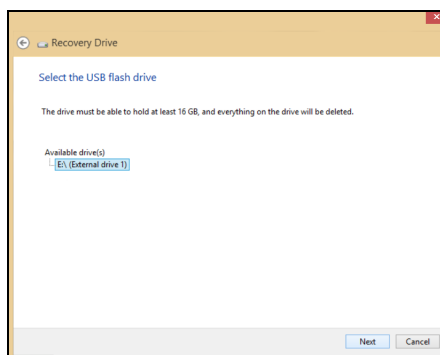 Recovery Drive
Select the USB flash drive
The drive must be able to hold at least 16 GB, and everything on the drive will be deleted.
Available drive(s)
E:\ (External drive 1)
Next Cancel